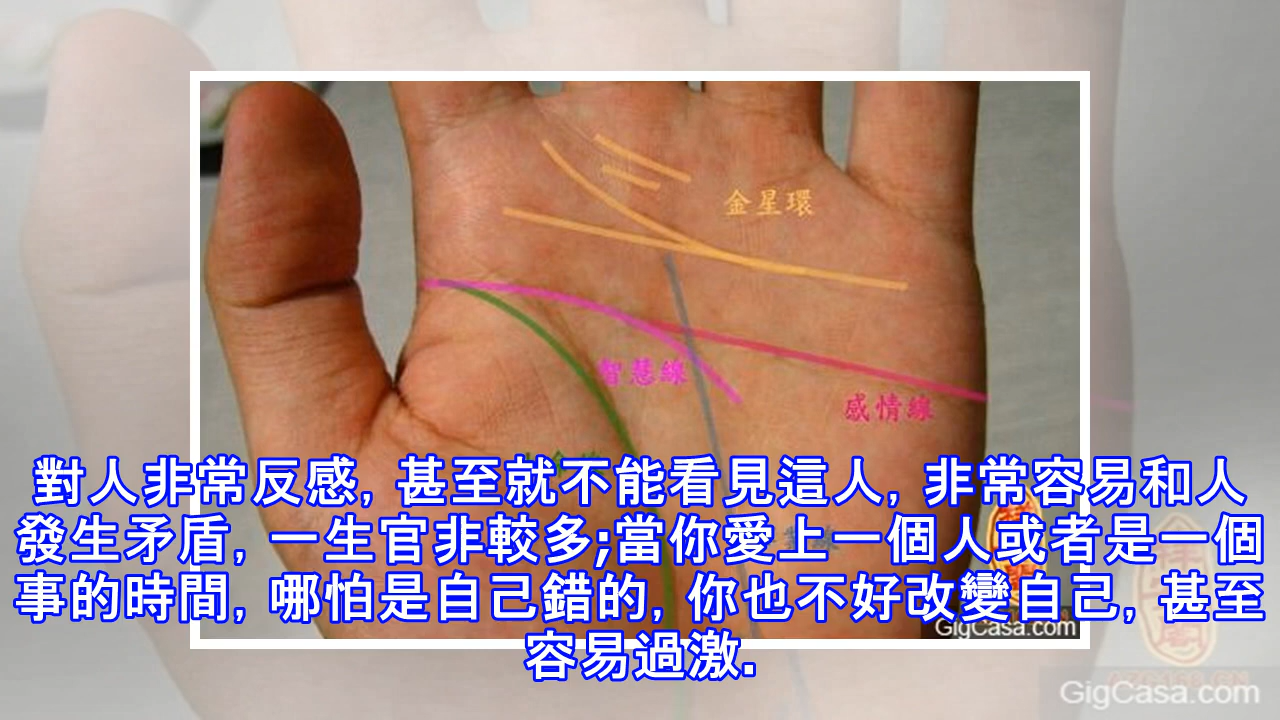 金星環
智慧線
感情線
對人非常反感, 甚至就不能看見這人, 非常容易和人
發生矛盾, 一生官非較多;當你愛上一個人或者是一個
事的時間, 哪怕是自己錯的, 你也不好改變自己, 甚至
容易過激.
GigCasa.com
GigCasa.com